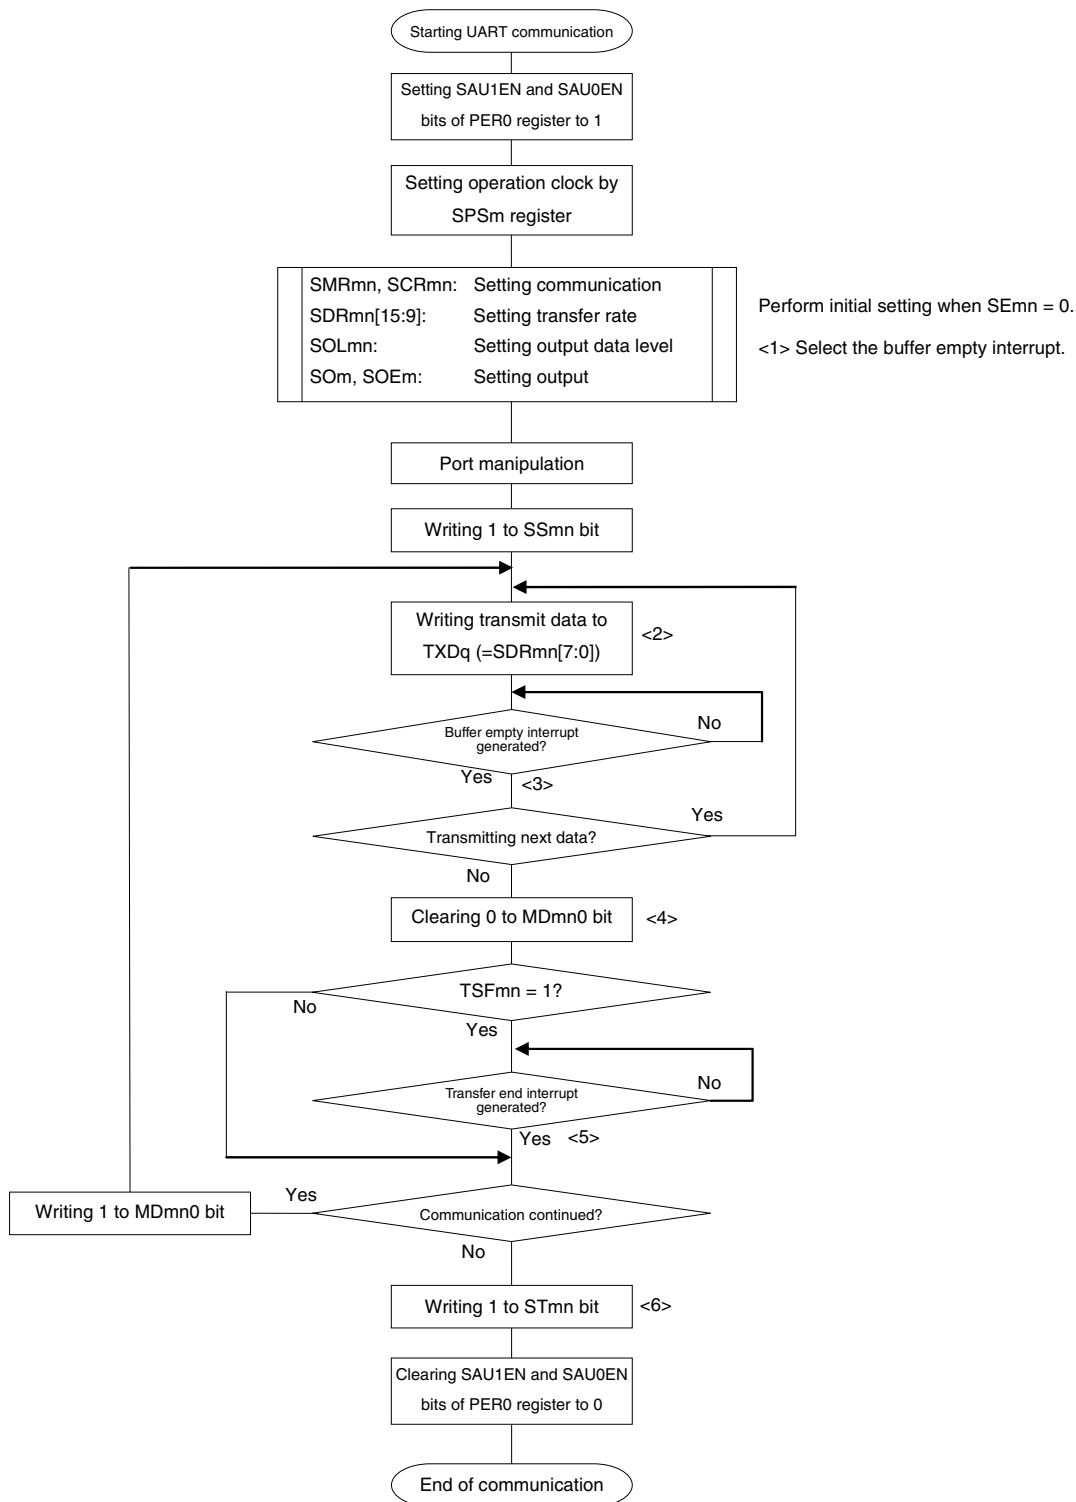 Starting UART communication
Setting SAU1EN and SAU0EN
bits of PER0 register to 1
Setting operation clock by
SPSm register
SMRmn, SCRmn: Setting communication
SDRmn[15:9]: Setting transfer rate
SOLmn: Setting output data level
SOm, SOEm: Setting output
Perform initial setting when SEmn = 0.
<1> Select the buffer empty interrupt.
Port manipulation
Writing 1 to SSmn bit
Writing transmit data to
TXDq (=SDRmn[7:0])
<2>
Buffer empty interrupt
generated?
No
Yes
<3>
Transmitting next data?
Yes
No
Clearing 0 to MDmn0 bit
<4>
TSFmn = 1?
No
Yes
Transfer end interrupt
generated?
No
Yes
<5>
Communication continued?
Yes
Writing 1 to MDmn0 bit
No
Writing 1 to STmn bit
<6>
Clearing SAU1EN and SAU0EN
bits of PER0 register to 0
End of communication